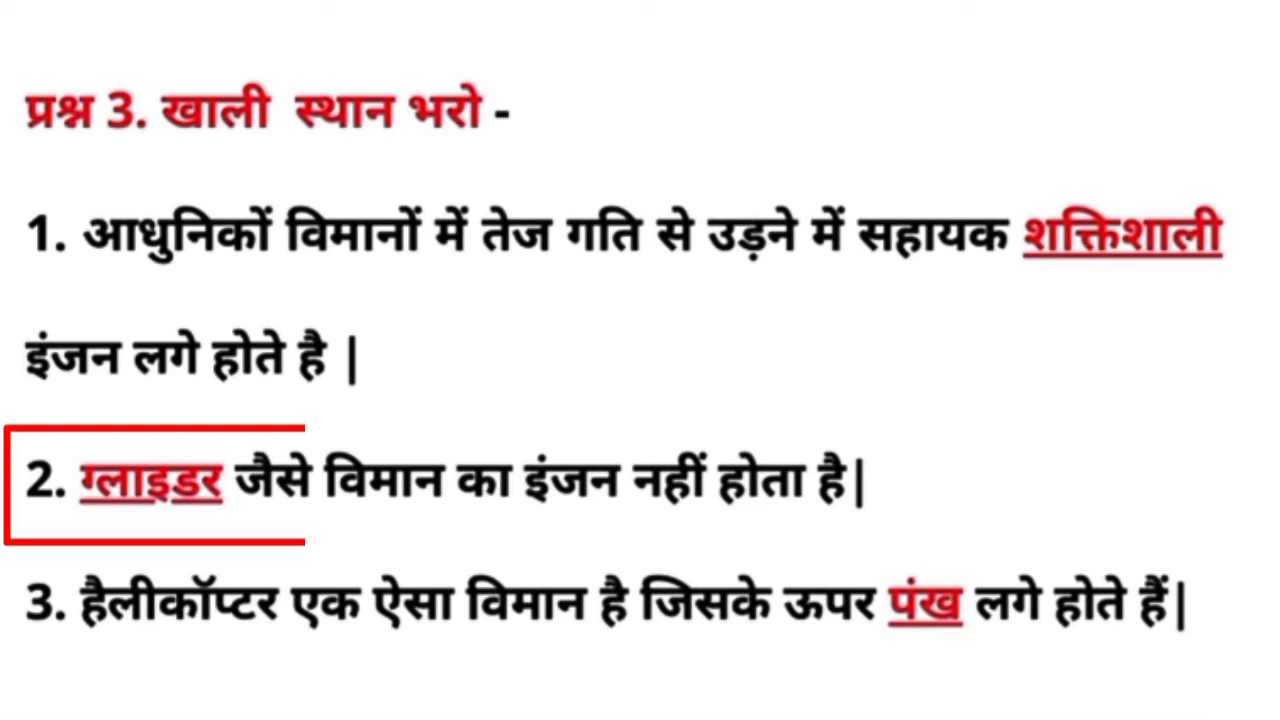 प्रश्न 3. खाली स्थान भरो -
1. आधुनिकों विमानों में तेज गति से उड़ने में सहायक शक्तिशाली
इंजन लगे होते है |
2. ग्लाइडर जैसे विमान का इंजन नहीं होता है|
3. हैलीकॉप्टर एक ऐसा विमान है जिसके ऊपर पंख लगे होते हैं|